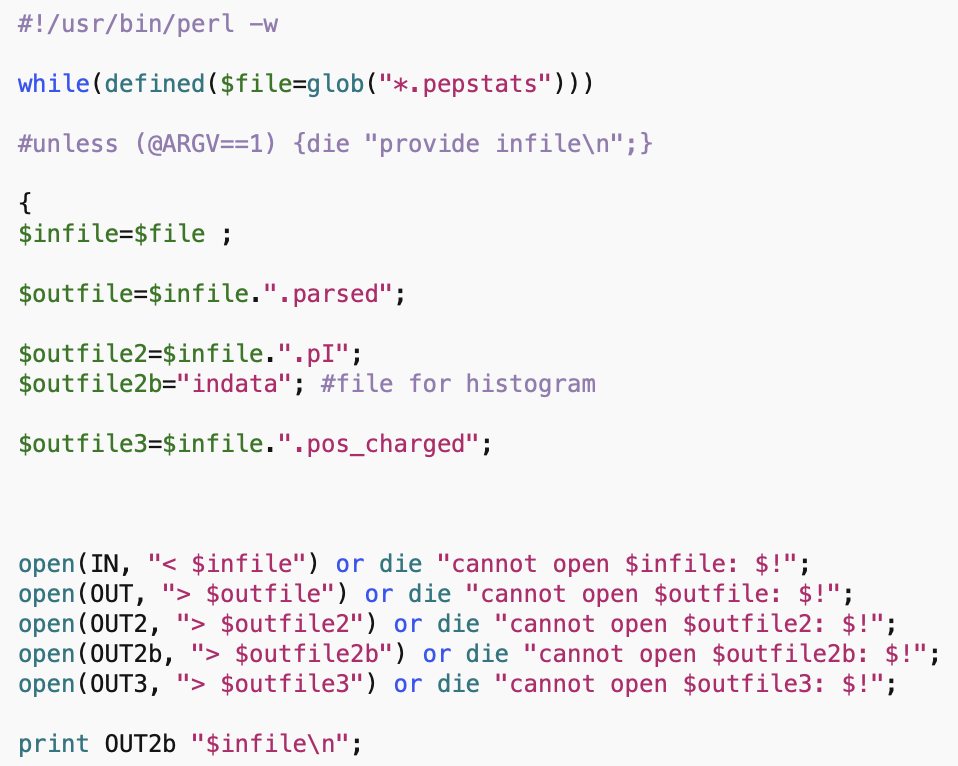 #!/usr/bin/perl -w
while(defined($file=glob("*.pepstats")))
#unless (@ARGV==1) {die "provide infile\n";}
{
$infile=$file ;
$outfile=$infile.".parsed";
$outfile2=$infile.".pI";
$outfile2b="indata"; #file for histogram
$outfile3=$infile.".pos_charged";
open(IN, "< $infile") or die "cannot open $infile: $!";
open(OUT, "> $outfile") or die "cannot open $outfile: $!";
open(OUT2, "> $outfile2") or die "cannot open $outfile2: $!";
open(OUT2b, "> $outfile2b") or die "cannot open $outfile2b: $!";
open(OUT3, "> $outfile3") or die "cannot open $outfile3: $!";
print OUT2b "$infile\n";